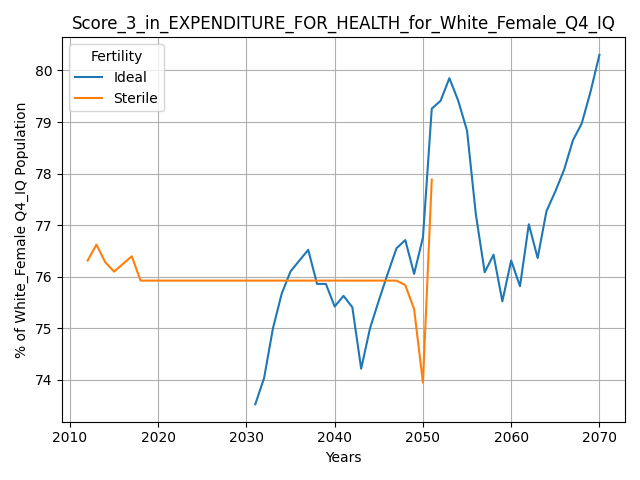 Score_3_in_EXPENDITURE_FOR_HEALTH_for_White_Female_Q4_IQ
Fertility
Ideal
Sterile
% of White_Female Q4_IQ Population
80
79
78
77
76
75
74
2010
2020
2030
2040
2050
2060
2070
Years